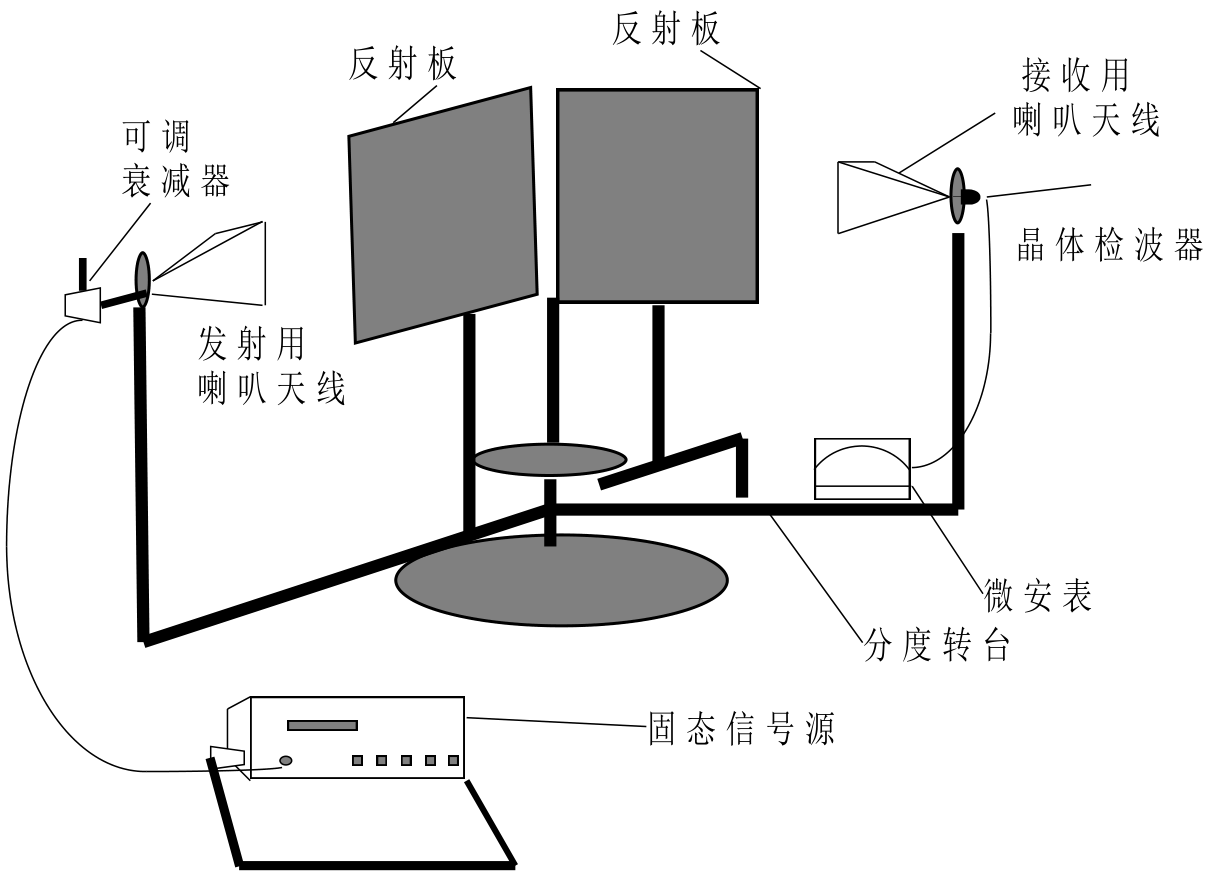 反射板
反射板
接收用
喇叭天线
可调
衰减器
晶体检波器
发射用
喇叭天线
微安表
分度转台
固态信号源